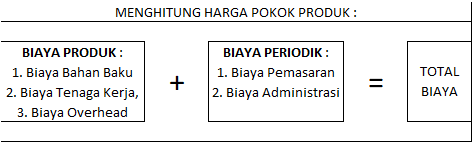 MENGHITUNG HARGA POKOK PRODUK :
BIAYA PRODUK :
1. Biaya Bahan Baku
2. Biaya Tenaga Kerja,
3. Biaya Overhead
+
BIAYA PERIODIK :
1. Biaya Pemasaran
2. Biaya Administrasi
=
TOTAL
BIAYA